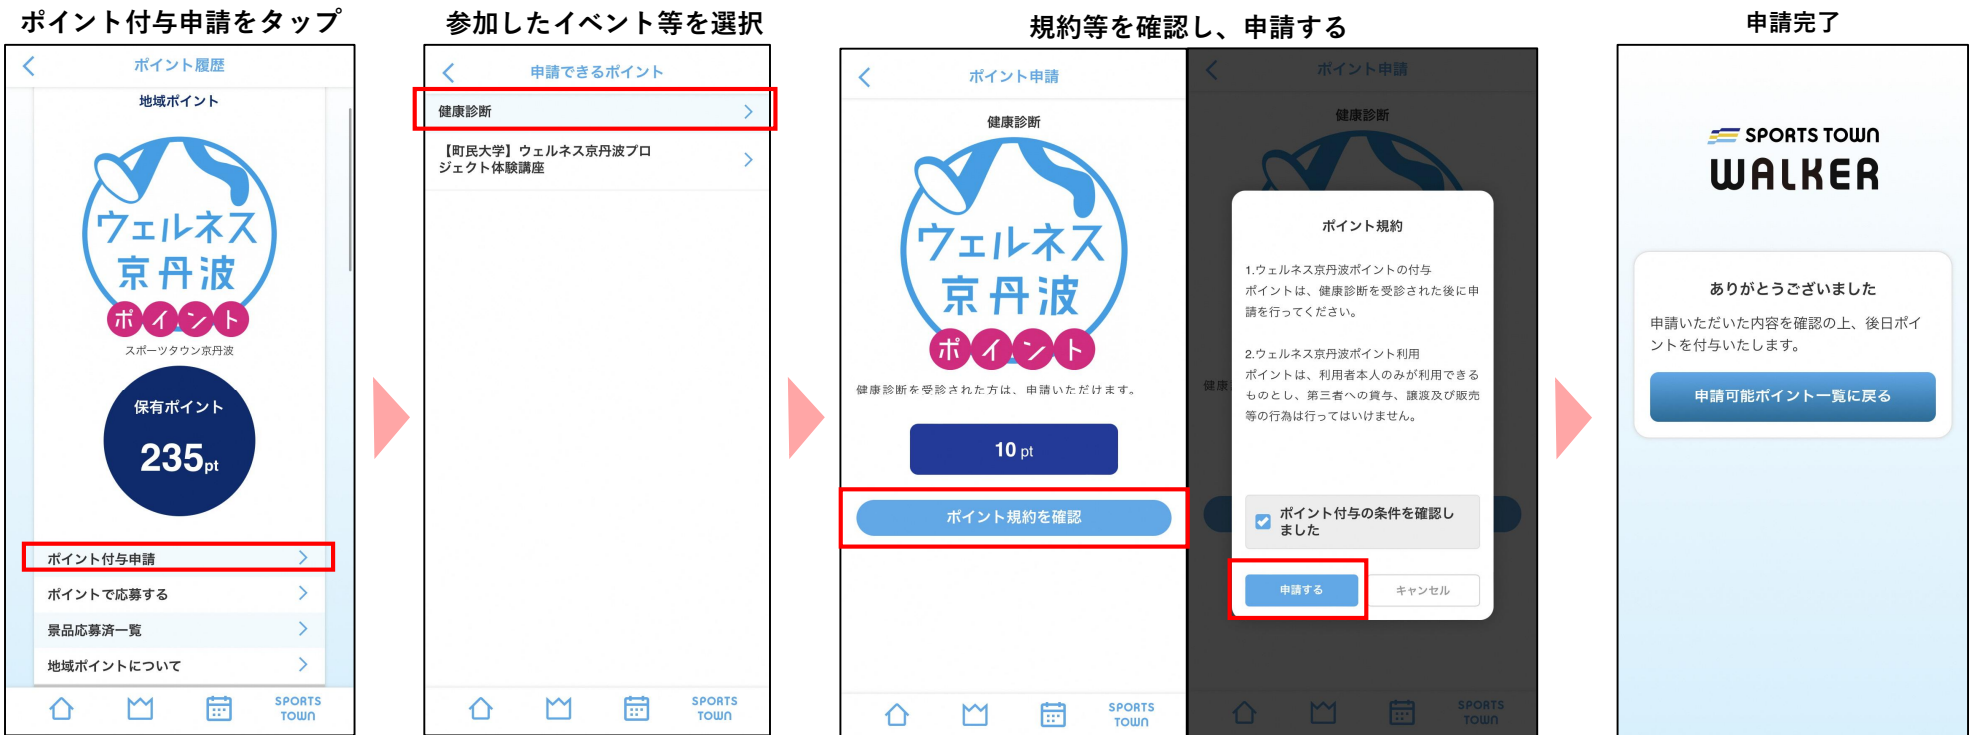 ポイント付与申請をタップ
ポイント履歴
地域ポイント
ウェルネス
京丹波
ポイント
スポーツタウン京丹波
保有ポイント
235pt
ポイント付与申請
ポイントで応募する
景品応募済一覧
地域ポイントについて
SPORTS
TOWN
参加したイベント等を選択
申請できるポイント
健康診断
【町民大学】ウェルネス京丹波プロ
ジェクト体験講座
SPORTS
TOWN
規約等を確認し、申請する
ポイント申請
健康診断
ウェルネス
京丹波
ポイント
健康診断を受診された方は、申請いただけます。
10 pt
ポイント規約を確認
SPORTS
TOWN
ポイント申請
健康診断
ポイント規約
1.ウェルネス京丹波ポイントの付与
ポイントは、健康診断を受診された後に申
請を行ってください。
2.ウェルネス京丹波ポイント利用
ポイントは、利用者本人のみが利用できる
ものとし、第三者への貸与、譲渡及び販売
等の行為は行ってはいけません。
健康
ポイント付与の条件を確認し
ました
申請する
キャンセル
SPORTS
TOWN
申請完了
SPORTS TOWN
WALKER
ありがとうございました
申請いただいた内容を確認の上、後日ポイ
ントを付与いたします。
申請可能ポイント一覧に戻る